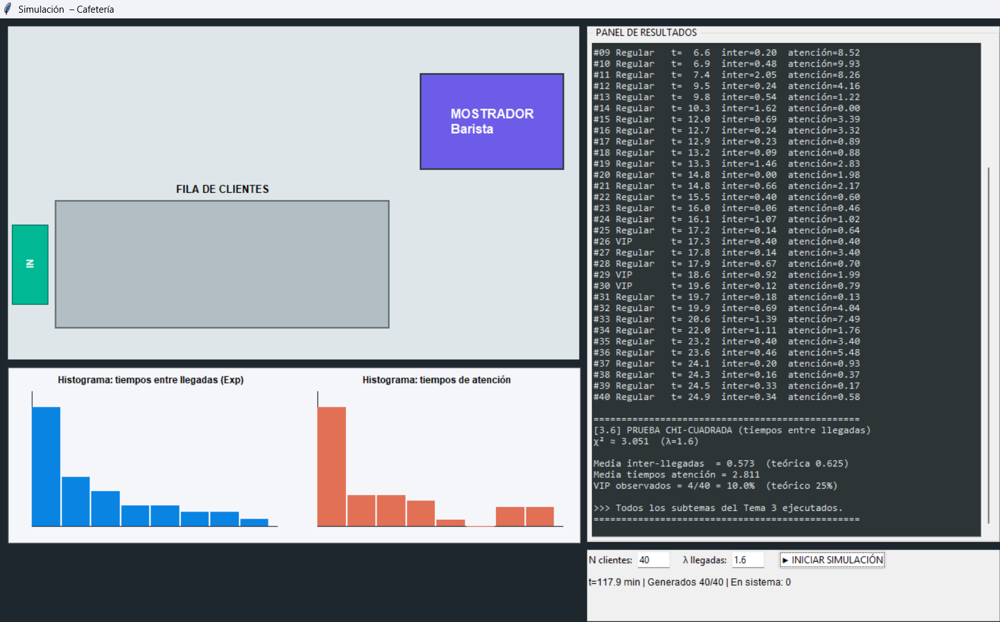 Simulación – Cafetería
MOSTRADOR
Barista
FILA DE CLIENTES
IN
Histograma: tiempos entre llegadas (Exp)
Histograma: tiempos de atención
PANEL DE RESULTADOS
#09 Regular t= 6.6 inter=0.20 atención=8.52
#10 Regular t= 6.9 inter=0.48 atención=9.93
#11 Regular t= 7.4 inter=2.05 atención=8.26
#12 Regular t= 9.5 inter=0.24 atención=4.16
#13 Regular t= 9.8 inter=0.54 atención=1.22
#14 Regular t= 10.3 inter=1.62 atención=0.00
#15 Regular t= 12.0 inter=0.69 atención=3.39
#16 Regular t= 12.7 inter=0.24 atención=3.32
#17 Regular t= 12.9 inter=0.23 atención=0.89
#18 Regular t= 13.2 inter=0.09 atención=0.88
#19 Regular t= 13.3 inter=1.46 atención=2.83
#20 Regular t= 14.8 inter=0.00 atención=1.98
#21 Regular t= 14.8 inter=0.66 atención=2.17
#22 Regular t= 15.5 inter=0.40 atención=0.60
#23 Regular t= 16.0 inter=0.06 atención=0.46
#24 Regular t= 16.1 inter=1.07 atención=1.02
#25 Regular t= 17.2 inter=0.14 atención=0.64
#26 VIP t= 17.3 inter=0.40 atención=0.40
#27 Regular t= 17.8 inter=0.14 atención=3.40
#28 Regular t= 17.9 inter=0.67 atención=0.70
#29 VIP t= 18.6 inter=0.92 atención=1.99
#30 VIP t= 19.6 inter=0.12 atención=0.79
#31 Regular t= 19.7 inter=0.18 atención=0.13
#32 Regular t= 19.9 inter=0.69 atención=4.04
#33 Regular t= 20.6 inter=1.39 atención=7.49
#34 Regular t= 22.0 inter=1.11 atención=1.76
#35 Regular t= 23.2 inter=0.40 atención=3.40
#36 Regular t= 23.6 inter=0.46 atención=5.48
#37 Regular t= 24.1 inter=0.20 atención=0.93
#38 Regular t= 24.3 inter=0.16 atención=0.37
#39 Regular t= 24.5 inter=0.33 atención=0.17
#40 Regular t= 24.9 inter=0.34 atención=0.58
================================================
[3.6] PRUEBA CHI-CUADRADA (tiempos entre llegadas)
χ² ≈ 3.051 (λ=1.6)
Media inter-llegadas = 0.573 (teórica 0.625)
Media tiempos atención = 2.811
VIP observados = 4/40 = 10.0% (teórico 25%)
>>> Todos los subtemas del Tema 3 ejecutados.
================================================
N clientes: 40 λ llegadas: 1.6 ► INICIAR SIMULACIÓN
t=117.9 min | Generados 40/40 | En sistema: 0